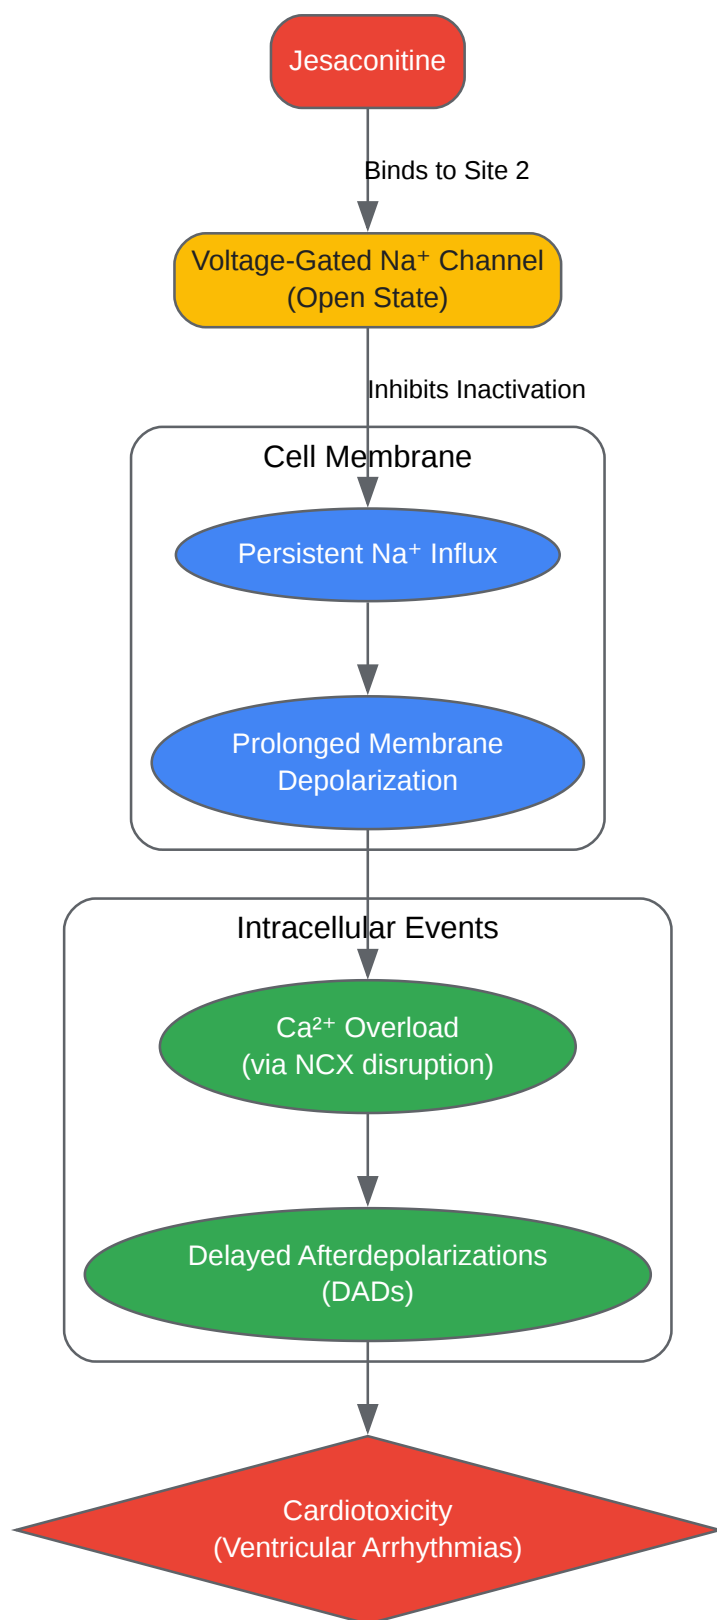 Jesaconitine
Binds to Site 2
Voltage-Gated Na⁺ Channel
(Open State)
Inhibits Inactivation
Cell Membrane
Persistent Na⁺ Influx
Prolonged Membrane
Depolarization
Intracellular Events
Ca²⁺ Overload
(via NCX disruption)
Delayed Afterdepolarizations
(DADs)
Cardiotoxicity
(Ventricular Arrhythmias)